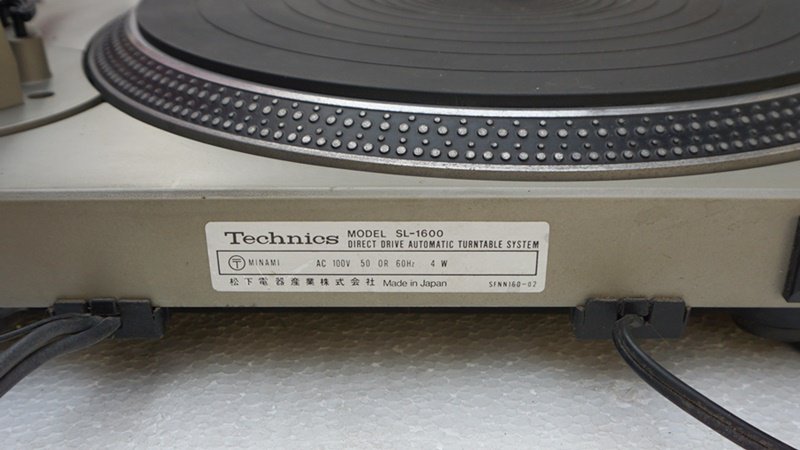 Technics MODEL SL-1600
DIRECT DRIVE AUTOMATIC TURNTABLE SYSTEM
〒 MINAMI AC 100V 50 OR 60Hz 4 W
松下電器産業株式会社 Made in Japan SFNN160-02